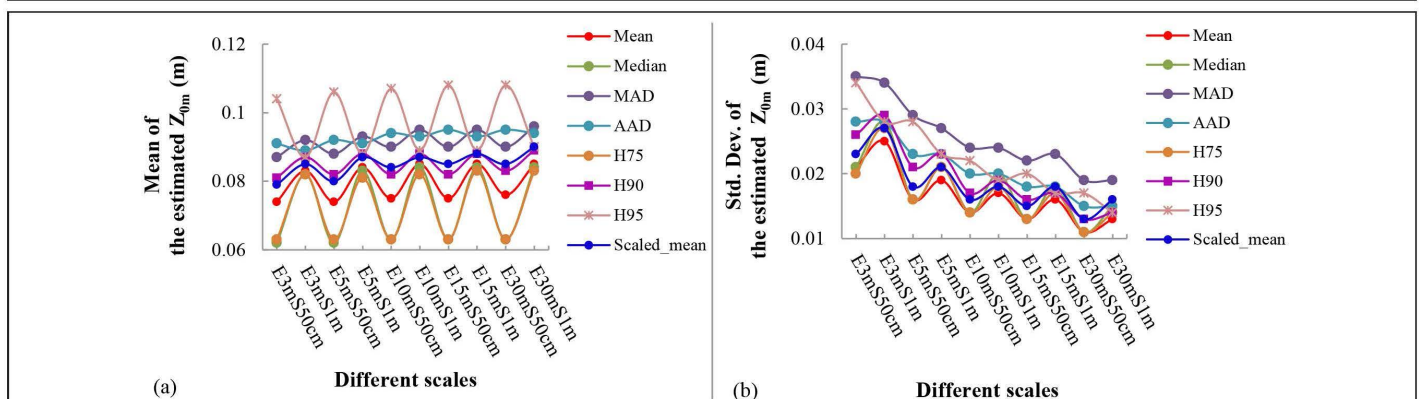 0.12
0.1
0.08
0.06
Mean of
the estimated Z0m (m)
E3mS50cm
E3mS1m
E5mS50cm
E5mS1m
E10mS50cm
E10mS1m
E15mS50cm
E15mS1m
E30mS50cm
E30mS1m
Different scales
(a)
Mean
Median
MAD
AAD
H75
H90
H95
Scaled_mean
0.04
0.03
0.02
0.01
Std. Dev. of
the estimated Z0m (m)
E3mS50cm
E3mS1m
E5mS50cm
E5mS1m
E10mS50cm
E10mS1m
E15mS50cm
E15mS1m
E30mS50cm
E30mS1m
Different scales
(b)
Mean
Median
MAD
AAD
H75
H90
H95
Scaled_mean